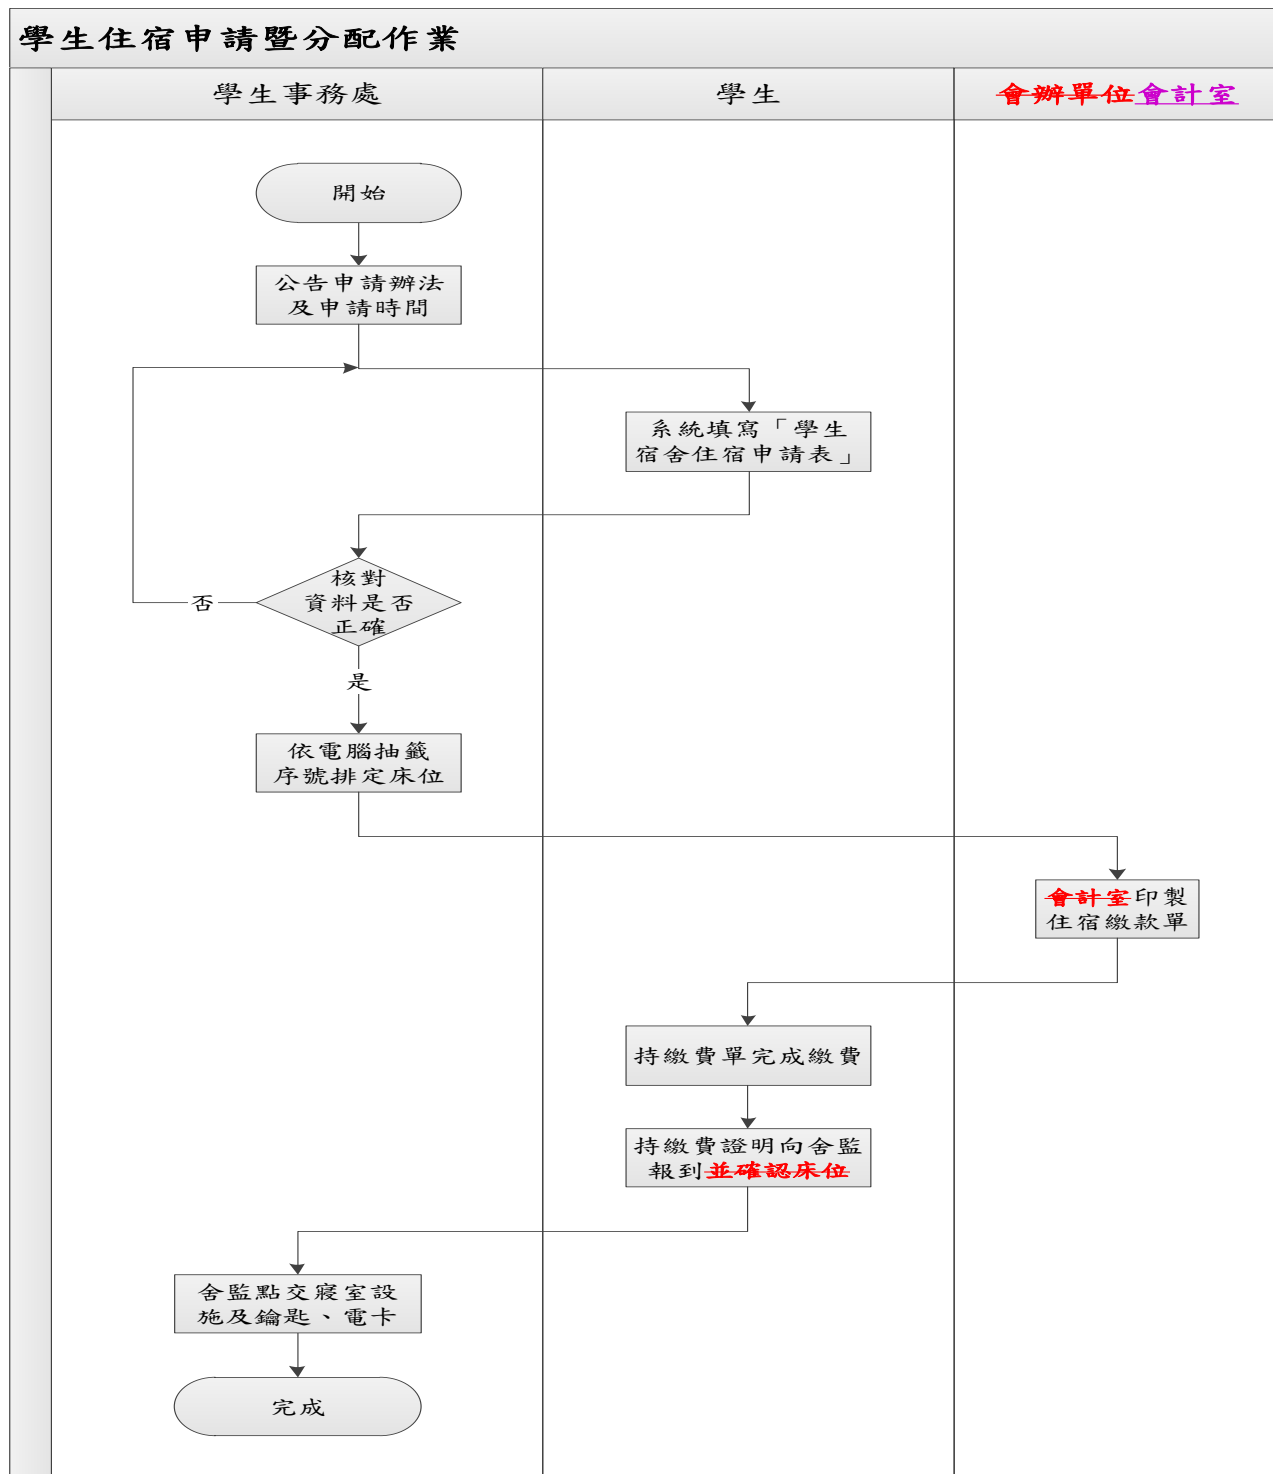 學生住宿申請暨分配作業
學生事務處
學生
會辦單位會計室
開始
公告申請辦法
及申請時間
系統填寫「學生
宿舍住宿申請表」
核對
資料是否
正確
否
是
依電腦抽籤
序號排定床位
會計室印製
住宿繳款單
持繳費單完成繳費
持繳費證明向舍監
報到並確認床位
舍監點交寢室設
施及鑰匙、電卡
完成